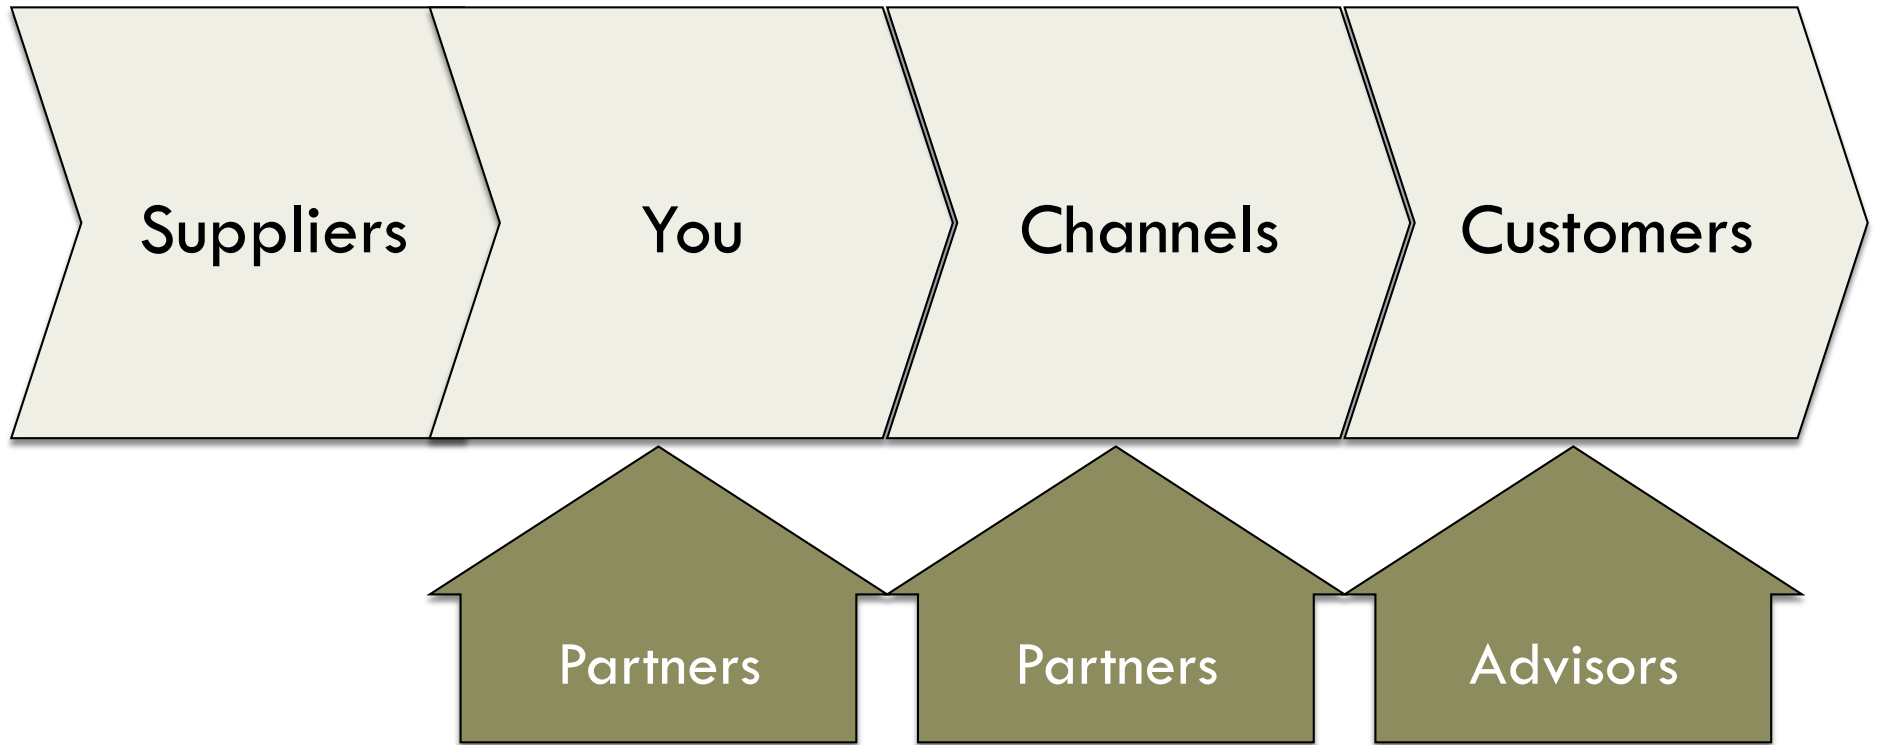 Suppliers
You
Channels
Customers
Partners
Partners
Advisors